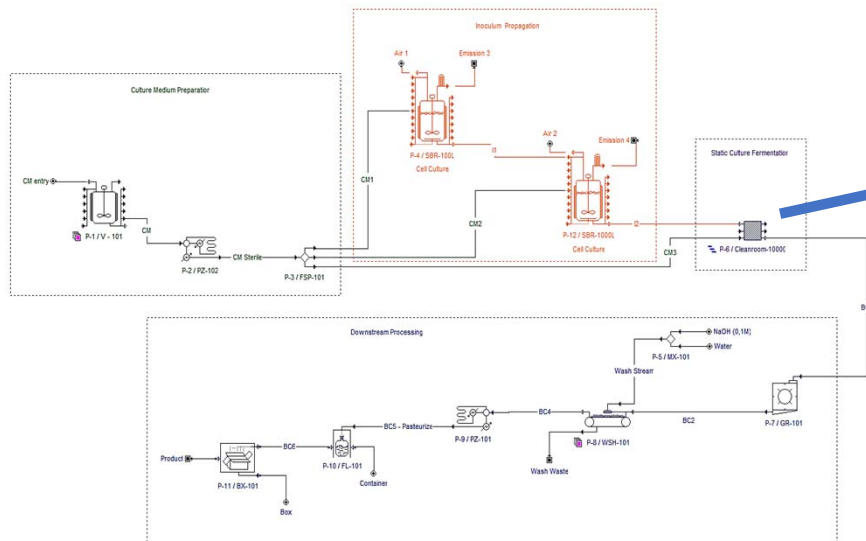 Inoculum Propagation
Air 1
Emission 3
Culture Medium Preparation
P-4 / SBR-100L
Cell Culture
I1
Air 2
Emission 4
Static Culture Fermentation
CM entry
CM1
CM2
P-1 / V - 101
CM
P-12 / SBR-1000L
Cell Culture
I2
P-2 / PZ-102
CM Sterile
P-3 / FSP-101
CM3
P-6 / Cleanroom-10000
B
Downstream Processing
NaOH (0,1M)
Water
P-5 / MX-101
Wash Stream
BC5 - Pasteurize
BC4
P-9 / PZ-101
BC2
P-7 / GR-101
P-8 / WSH-101
BC6
Product
P-10 / FL-101
Container
Wash Waste
P-11 / BX-101
Box